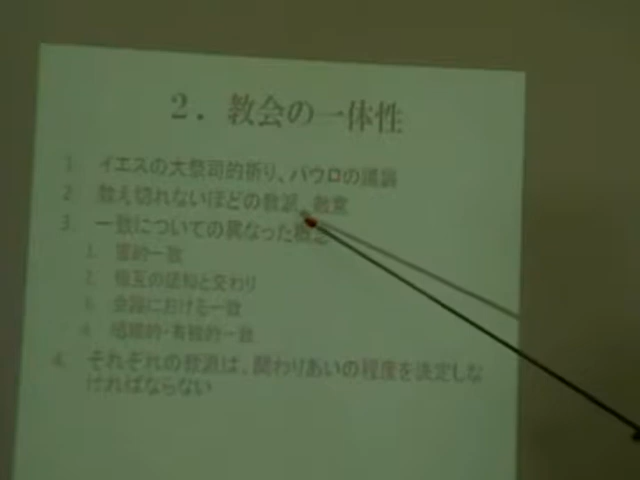 2. 教会の一体性
1. イエスの大祭司的祈り、パウロの議論
2. 数え切れないほどの教派、教室
3. 一致についての異なった概念
1. 霊的一致
2. 相互の認知と交わり
3. 会議における一致
4. 組織的・有機的一致
4. それぞれの教派は、関わりあいの程度を決定しな
ければならない